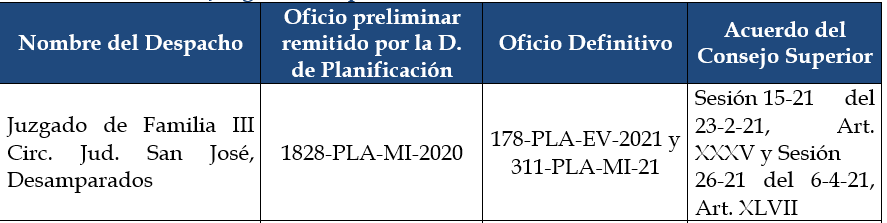 Nombre del Despacho
Oficio preliminar
remitido por la D.
de Planificación
Oficio Definitivo
Acuerdo del
Consejo Superior
Juzgado de Familia III
Circ. Jud. San José,
Desamparados
1828-PLA-MI-2020
178-PLA-EV-2021 y
311-PLA-MI-21
Sesión 15-21 del
23-2-21, Art.
XXXV y Sesión
26-21 del 6-4-21,
Art. XLVII